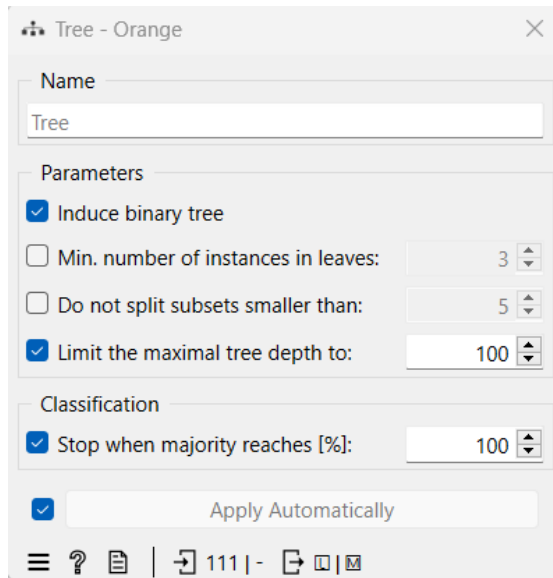 Tree - Orange
Name
Tree
Parameters
Induce binary tree
Min. number of instances in leaves: 3
Do not split subsets smaller than: 5
Limit the maximal tree depth to: 100
Classification
Stop when majority reaches [%]: 100
Apply Automatically
? 111 | - L | M